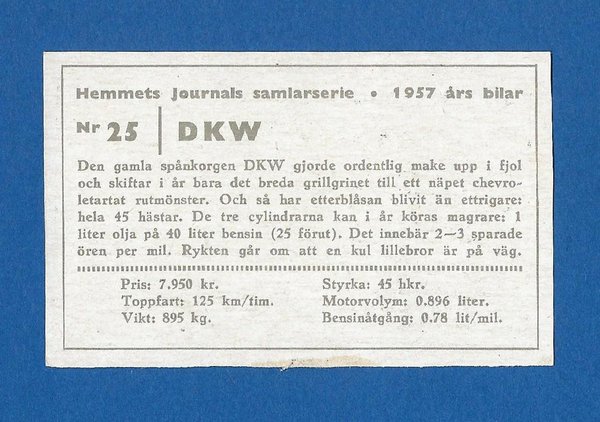 Hemmets Journals samlarserie • 1957 års bilar
Nr 25 | DKW
Den gamla spånkorgen DKW gjorde ordentlig make upp i fjol
och skiftar i år bara det breda grillgrinet till ett näpet chevro-
letartat rutmönster. Och så har etterblåsan blivit än ettrigare:
hela 45 hästar. De tre cylindrarna kan i år köras magrare: 1
liter olja på 40 liter bensin (25 förut). Det innebär 2—3 sparade
ören per mil. Rykten går om att en kul lillebror är på väg.
Pris: 7.950 kr.
Toppfart: 125 km/tim.
Vikt: 895 kg.
Styrka: 45 hkr.
Motorvolym: 0.896 liter.
Bensinåtgång: 0.78 lit/mil.